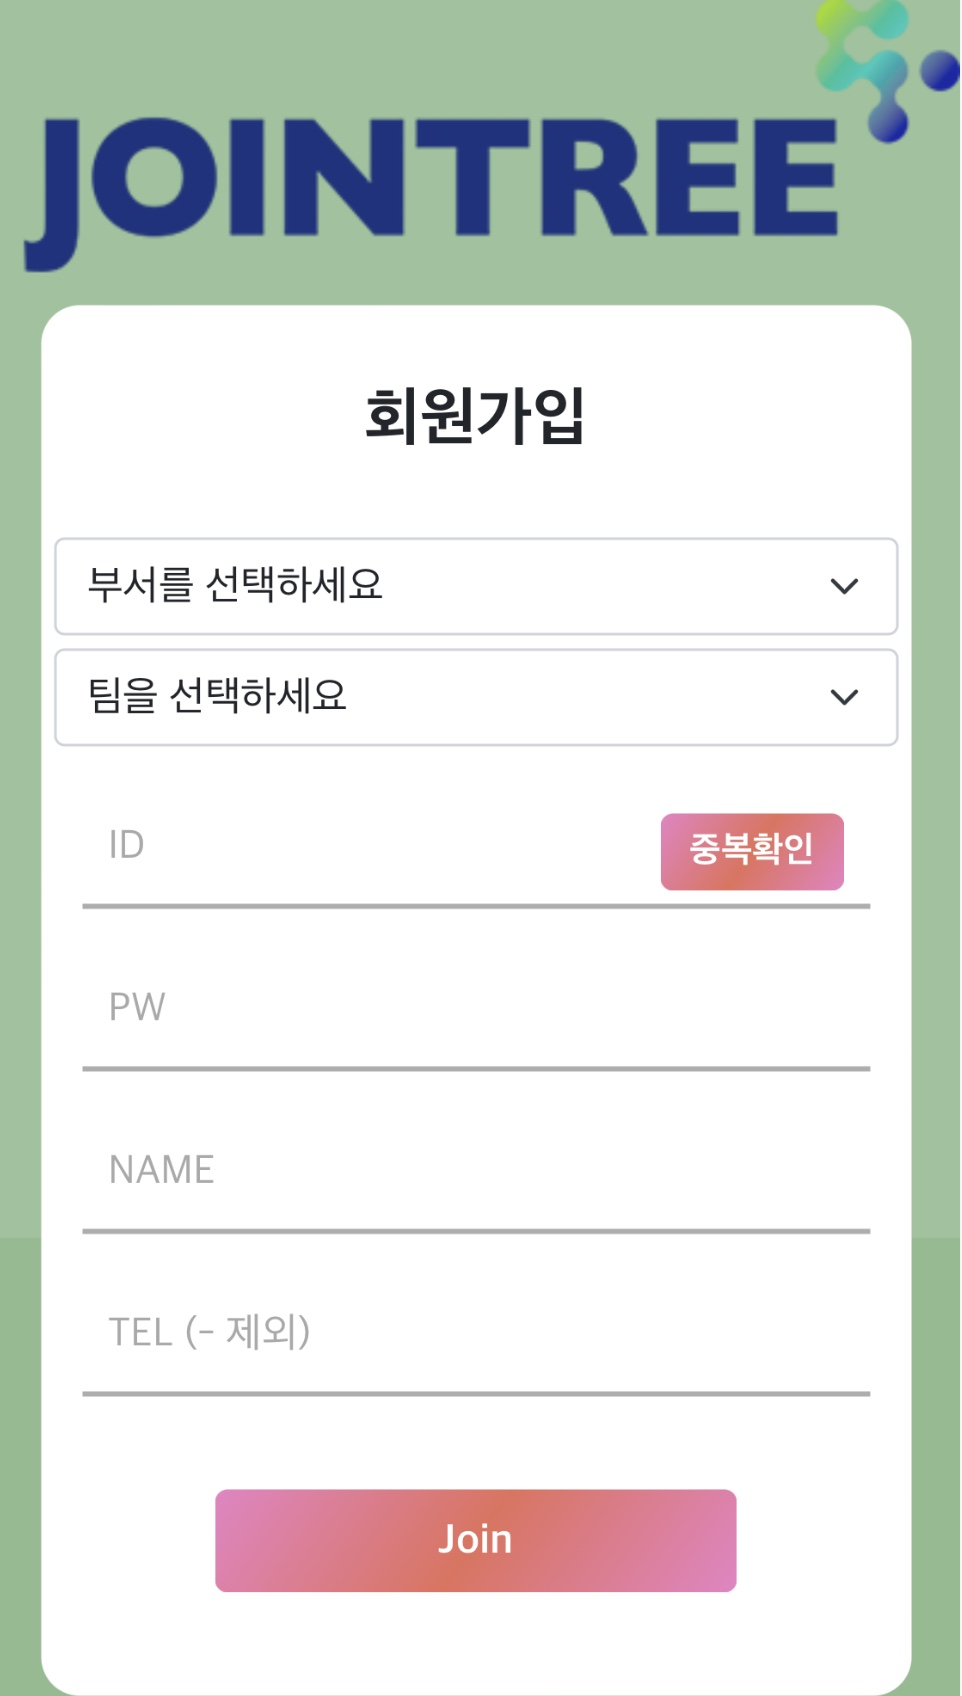 JOINTREE
회원가입
부서를 선택하세요
팀을 선택하세요
ID
중복확인
PW
NAME
TEL (- 제외)
Join